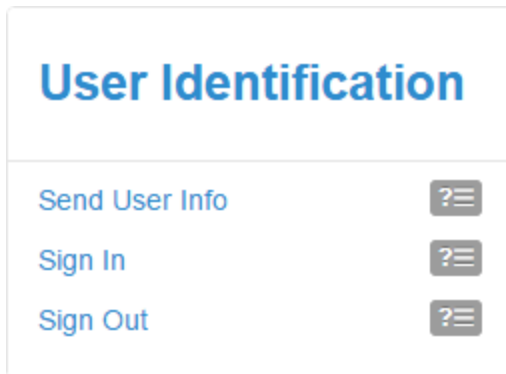 User Identification
Send User Info ?
Sign In ?
Sign Out ?